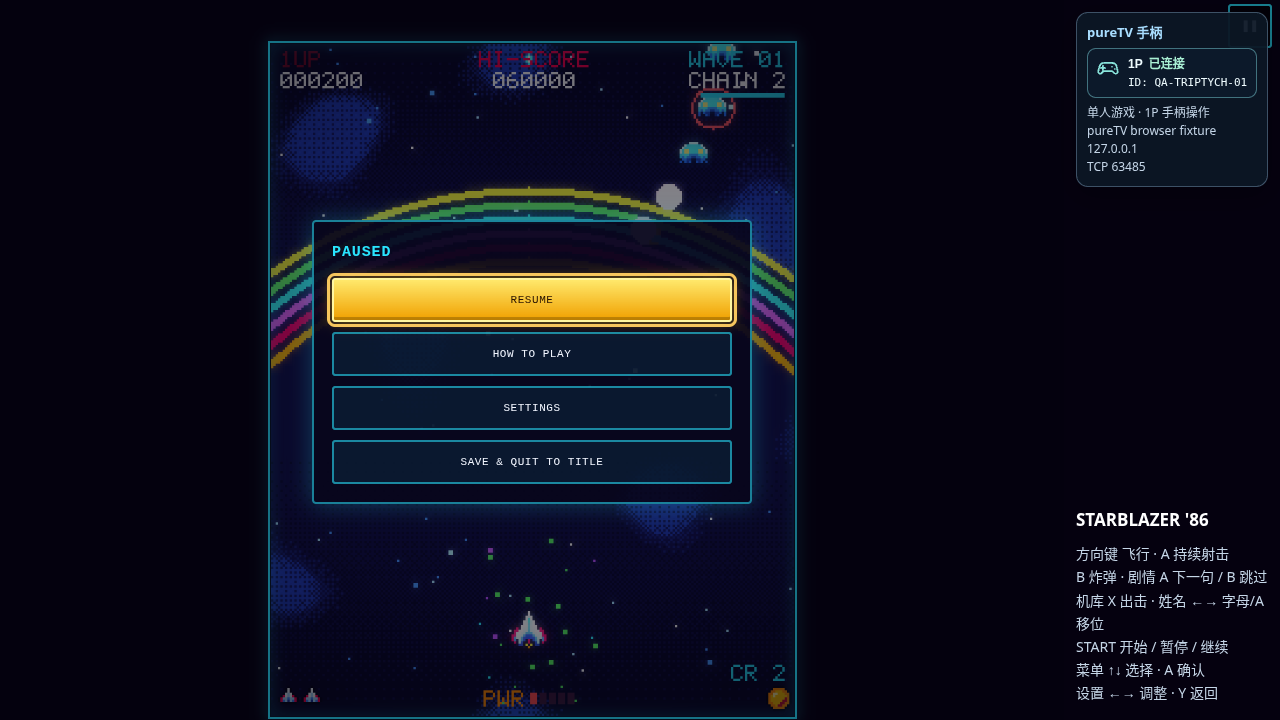 1UP
000200
HI-SCORE
060000
WAVE 01
CHAIN 2
PAUSED
RESUME
HOW TO PLAY
SETTINGS
SAVE & QUIT TO TITLE
CR 2
PWR
pureTV 手柄
1P 已连接
ID: QA-TRIPTYCH-01
单人游戏 · 1P 手柄操作
pureTV browser fixture
127.0.0.1
TCP 63485
STARBLAZER '86
方向键 飞行 · A 持续射击
B 炸弹 · 剧情 A 下一句 / B 跳过
机库 X 出击 · 姓名 ←→ 字母/A
移位
START 开始 / 暂停 / 继续
菜单 ↑↓ 选择 · A 确认
设置 ←→ 调整 · Y 返回